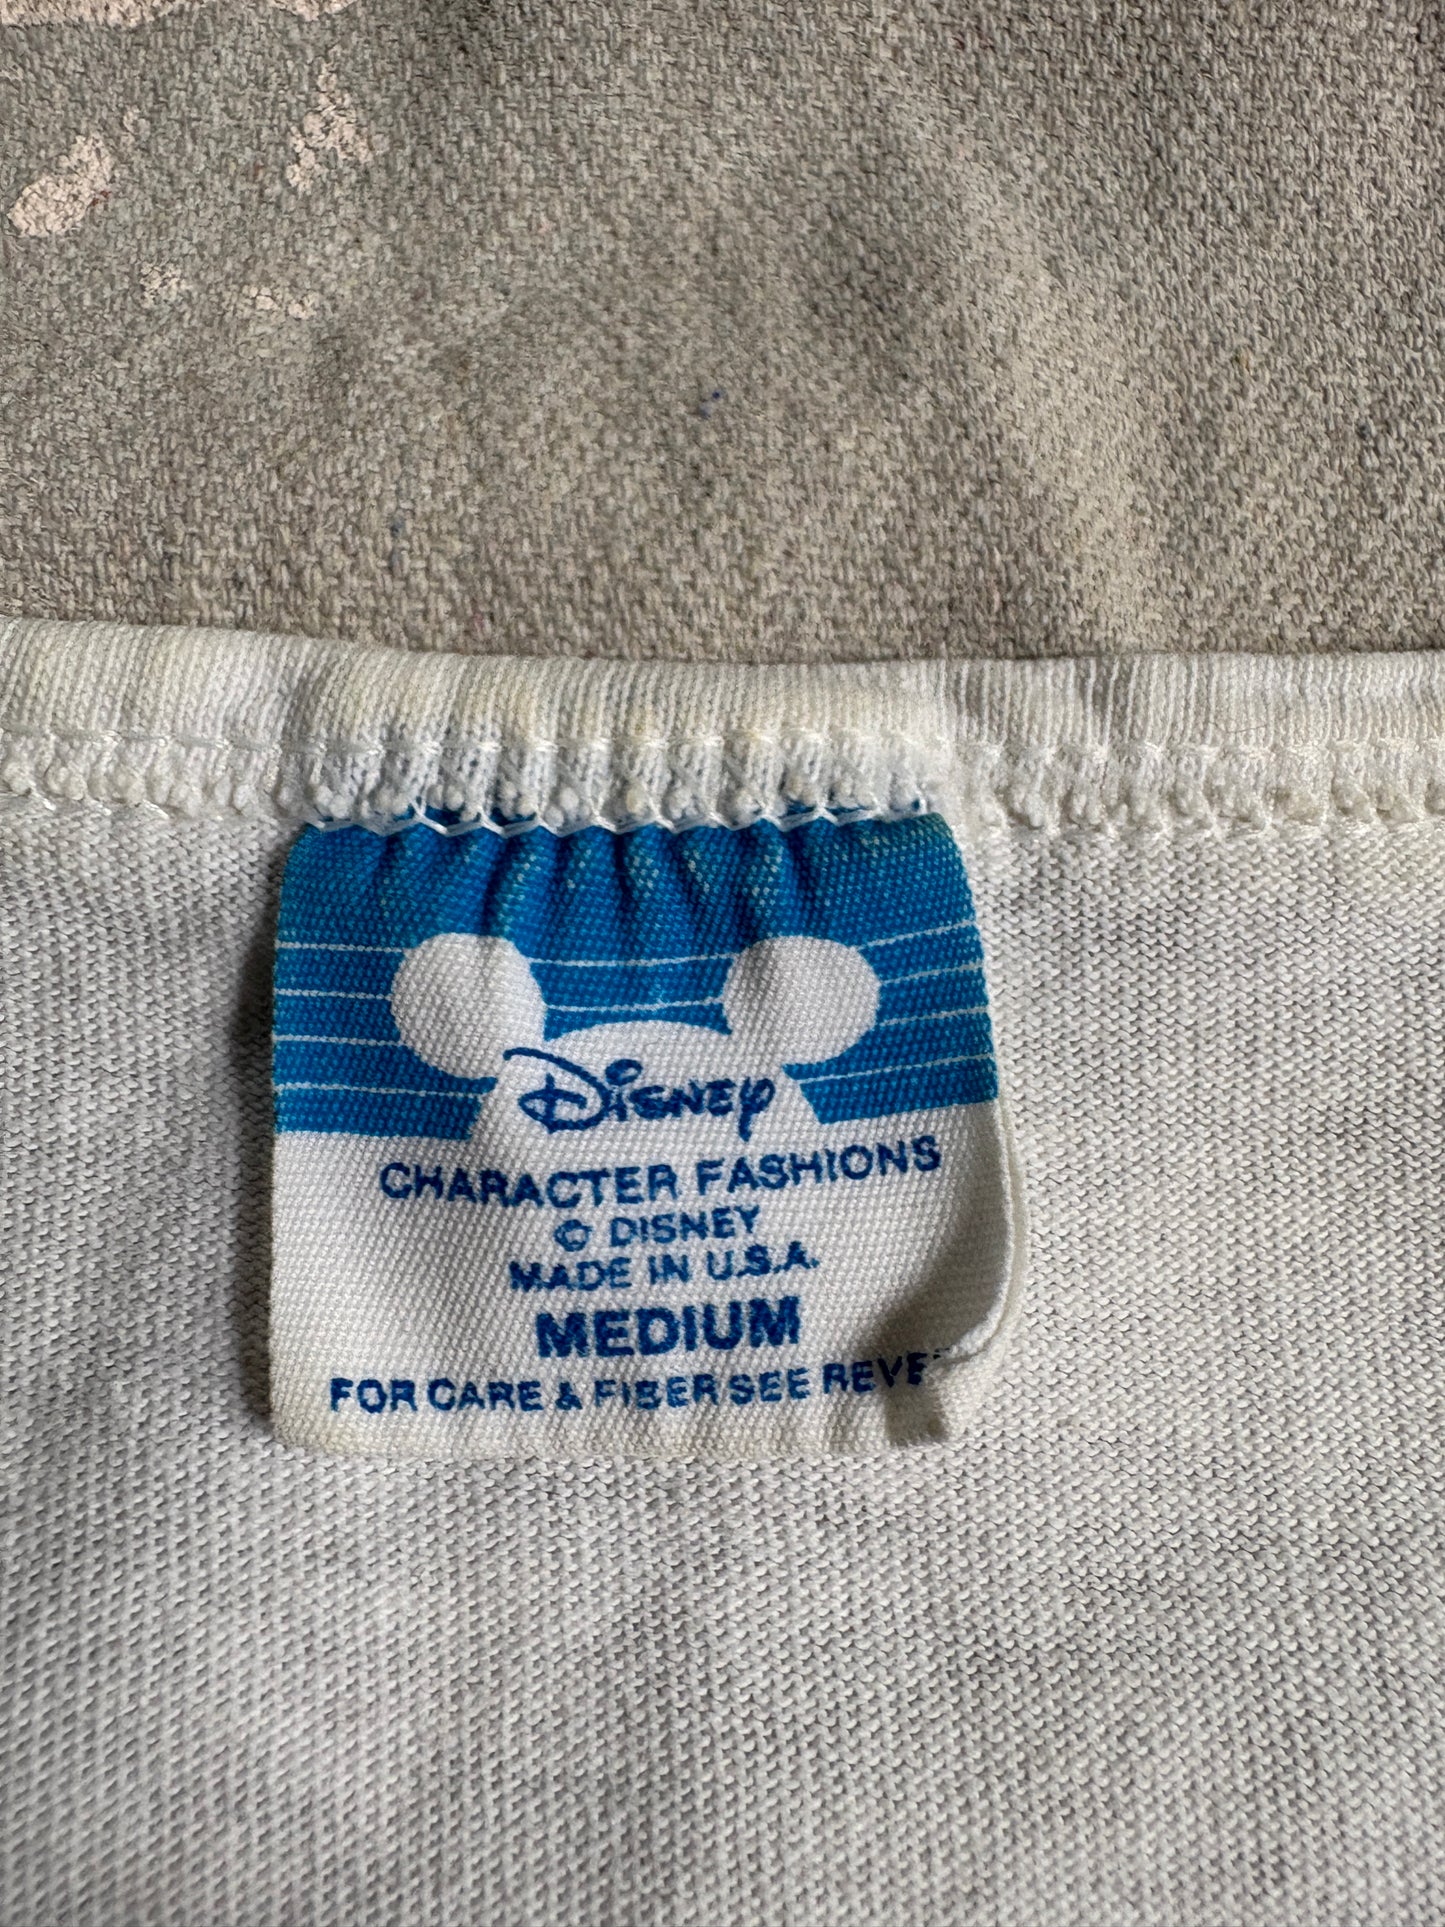 Disney
CHARACTER FASHIONS
© DISNEY
MADE IN U.S.A.
MEDIUM
FOR CARE & FIBER SEE